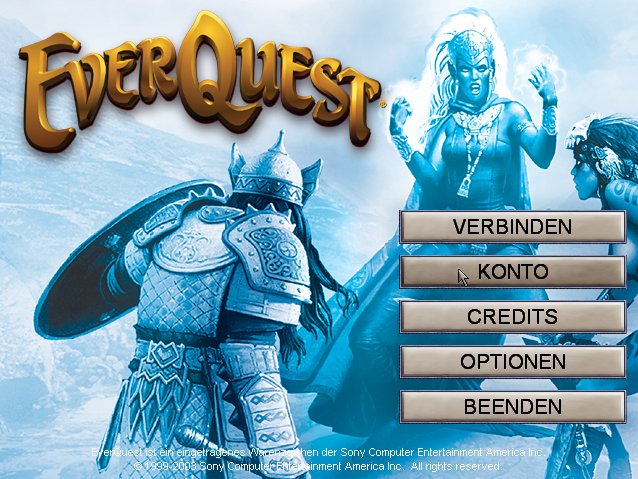 EverQuest®
VERBINDEN
KONTO
CREDITS
OPTIONEN
BEENDEN
EverQuest ist ein eingetragenes Warenzeichen der Sony Computer Entertainment America Inc.
© 1999-2003 Sony Computer Entertainment America Inc. All rights reserved.